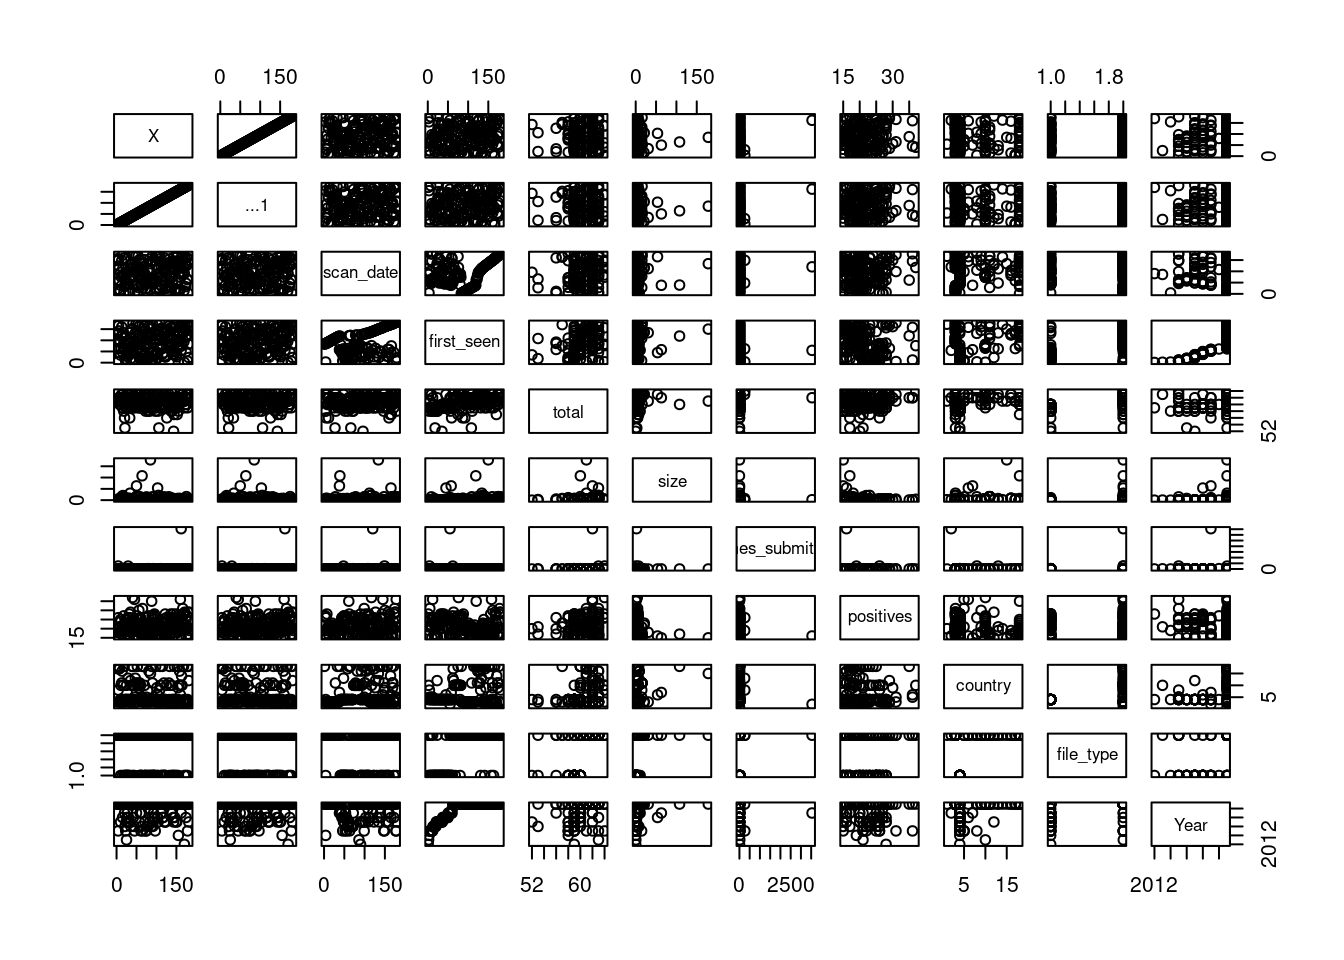 0 150 0 150 0 150 15 30 1.0 1.8
X 0
0 ...1
scan_date 0
0 first_seen
total 52
0 size
es_submit 0
15 positives
country 5
1.0 file_type
Year 2012
0 150 0 150 52 60 0 2500 5 15 2012